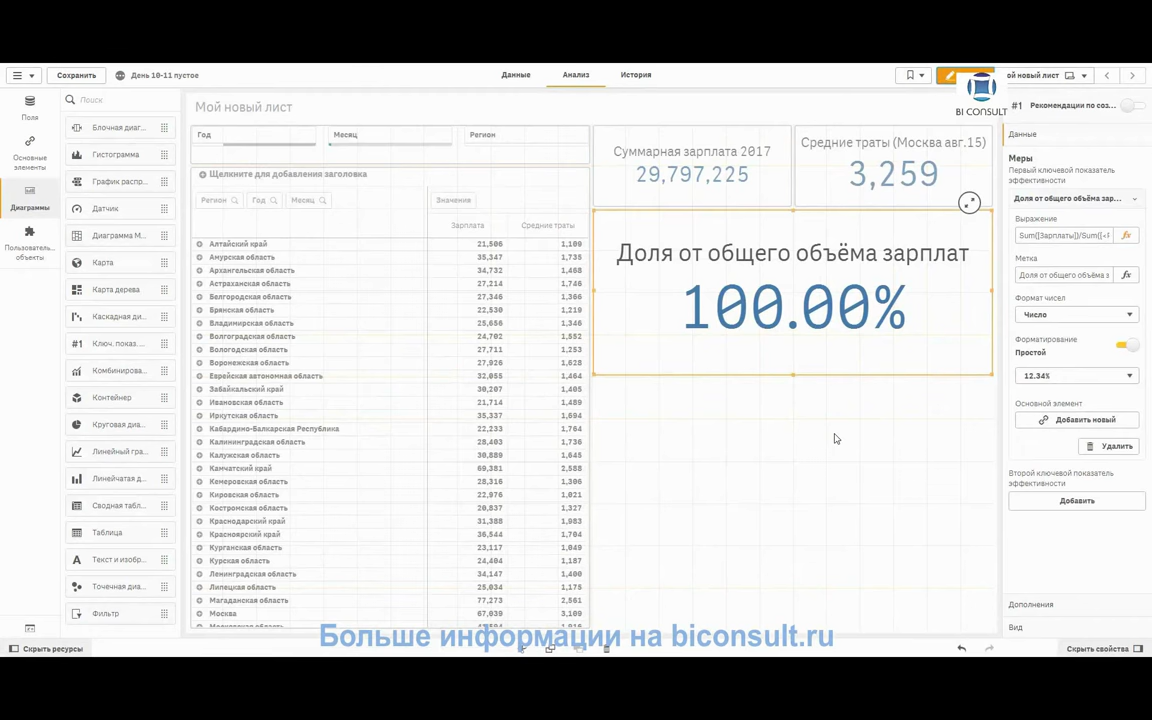 Сохранить
День 10-11 пустое
Данные
Анализ
История
ой новый лист
BI CONSULT
Поля
Основные элементы
Диаграммы
Пользователь... объекты
Поиск
Блочная диаг...
Гистограмма
График распр...
Датчик
Диаграмма М...
Карта
Карта дерева
Каскадная ди...
#1 Ключ. показ. ...
Комбинирова...
Контейнер
Круговая диа...
Линейный гра...
Линейчатая д...
Сводная табл...
Таблица
Текст и изобр...
Точечная диа...
Фильтр
Мой новый лист
Год
Месяц
Регион
Щелкните для добавления заголовка
Регион
Год
Месяц
Значения
Зарплата
Средние траты
Алтайский край 21,506 1,109
Амурская область 35,347 1,735
Архангельская область 34,732 1,468
Астраханская область 27,214 1,746
Белгородская область 27,346 1,366
Брянская область 22,530 1,219
Владимирская область 25,656 1,346
Волгоградская область 24,702 1,552
Вологодская область 27,711 1,253
Воронежская область 27,926 1,628
Еврейская автономная область 32,055 1,464
Забайкальский край 30,207 1,405
Ивановская область 21,714 1,489
Иркутская область 35,337 1,694
Кабардино-Балкарская Республика 22,233 1,764
Калининградская область 28,403 1,736
Калужская область 30,889 1,645
Камчатский край 69,381 2,588
Кемеровская область 28,316 1,306
Кировская область 22,976 1,021
Костромская область 20,837 1,327
Краснодарский край 31,388 1,983
Красноярский край 36,544 1,704
Курганская область 23,117 1,049
Курская область 24,404 1,187
Ленинградская область 34,147 1,400
Липецкая область 25,034 1,175
Магаданская область 77,273 2,561
Москва 67,039 3,109
Суммарная зарплата 2017
29,797,225
Средние траты (Москва авг.15)
3,259
Доля от общего объёма зарплат
100.00%
#1 Рекомендации по соз...
Данные
Меры
Первый ключевой показатель
эффективности
Доля от общего объёма зар...
Выражение
Sum([Зарплаты])/Sum([<Р
Метка
Доля от общего объёма з
Формат чисел
Число
Форматирование
Простой
12.34%
Основной элемент
Добавить новый
Удалить
Второй ключевой показатель
эффективности
Добавить
Дополнения
Вид
Больше информации на biconsult.ru
Скрыть ресурсы
Скрыть свойства